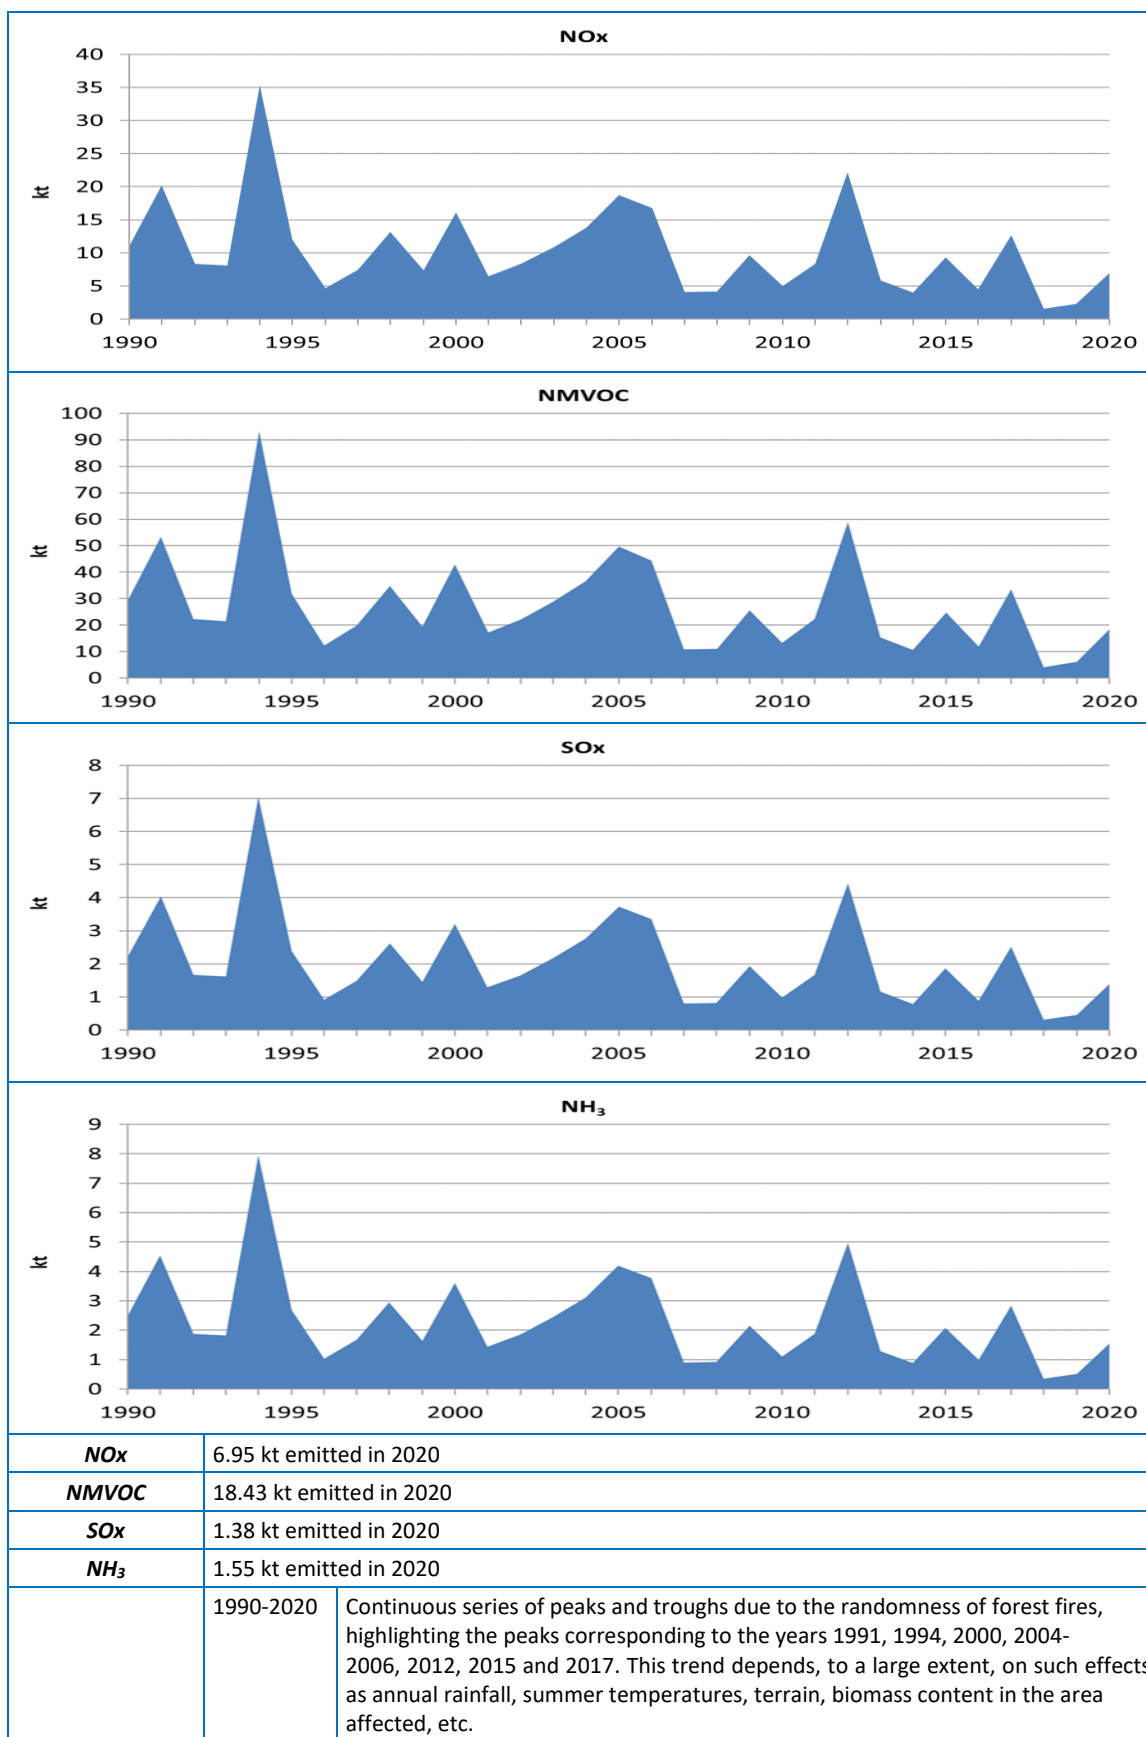 NOx
40
35
30
25
20
15
10
5
0
kt
1990 1995 2000 2005 2010 2015 2020
NMVOC
100
90
80
70
60
50
40
30
20
10
0
kt
1990 1995 2000 2005 2010 2015 2020
SOx
8
7
6
5
4
3
2
1
0
kt
1990 1995 2000 2005 2010 2015 2020
NH₃
9
8
7
6
5
4
3
2
1
0
kt
1990 1995 2000 2005 2010 2015 2020
NOx 6.95 kt emitted in 2020
NMVOC 18.43 kt emitted in 2020
SOx 1.38 kt emitted in 2020
NH₃ 1.55 kt emitted in 2020
1990-2020 Continuous series of peaks and troughs due to the randomness of forest fires,
highlighting the peaks corresponding to the years 1991, 1994, 2000, 2004-
2006, 2012, 2015 and 2017. This trend depends, to a large extent, on such effects
as annual rainfall, summer temperatures, terrain, biomass content in the area
affected, etc.